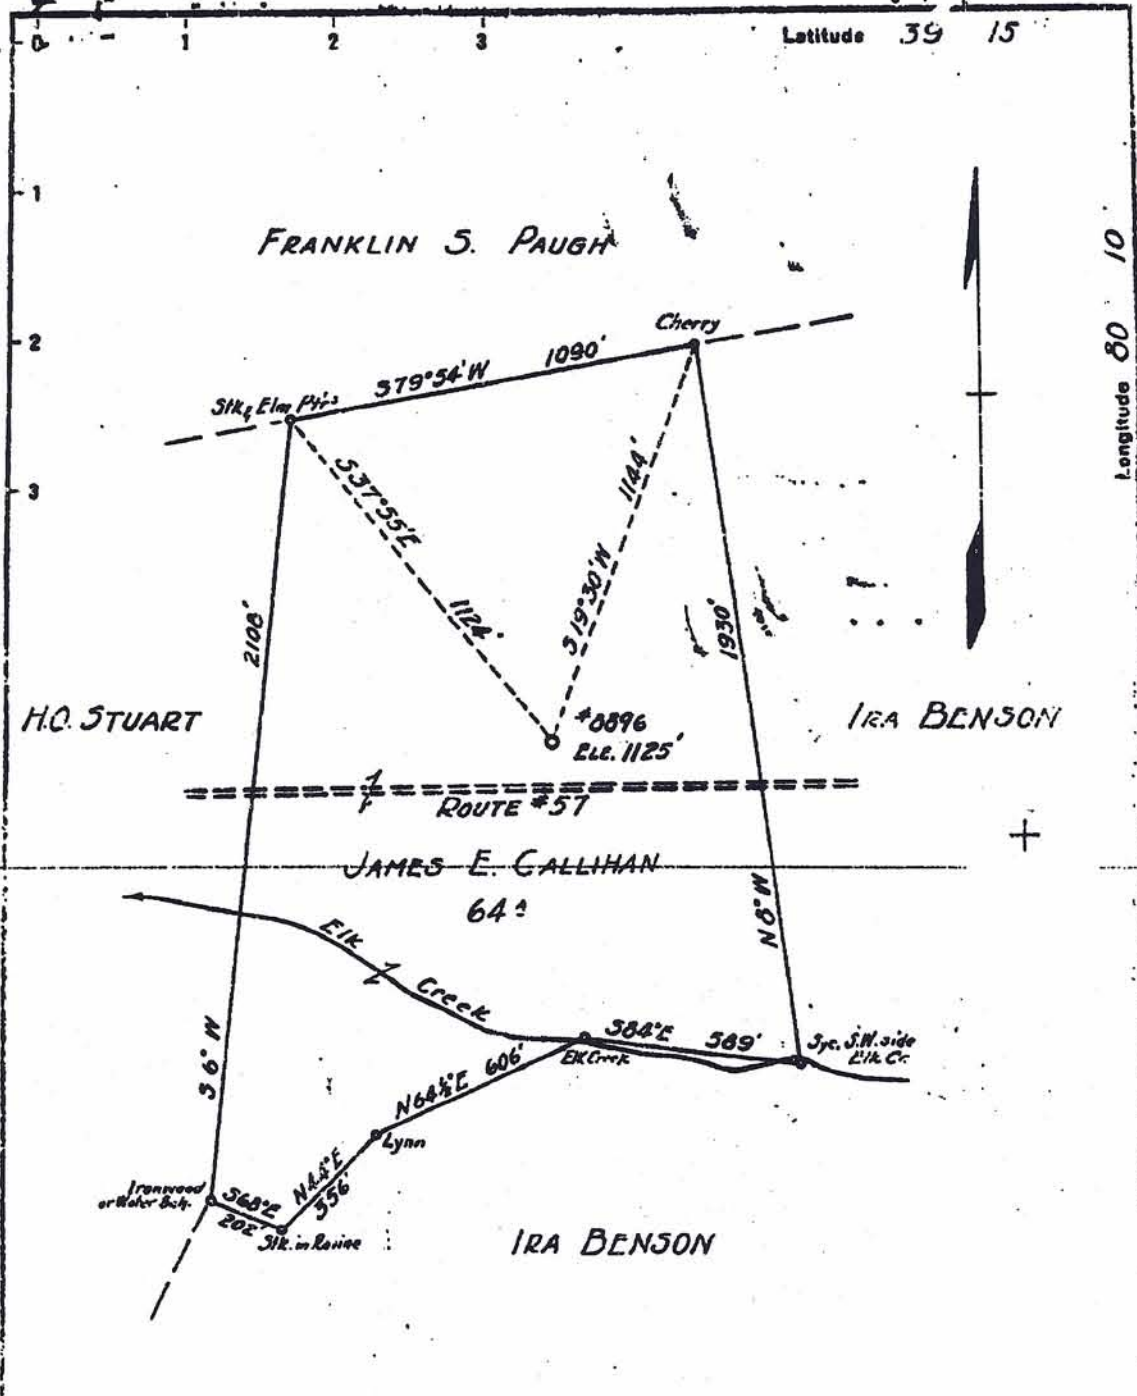 0 1 2 3 Latitude 39 15
1
FRANKLIN S. PAUGH
Longitude 80 10
2
Cherry
S79°54'W 1090'
Stk & Elm Ptrs
3
S37°55'E 1124'
S19°30'W 1144'
2108'
1930'
H.O. STUART
#8896
ELE. 1125'
IRA BENSON
ROUTE #57
JAMES E. CALLIHAN
64A
N8°W
Elk Creek
S84°E 589'
Syc. S.W. side
Elk Cr.
Elk Creek
N64½°E 606'
S6°W
Lynn
N44°E
356'
Ironwood
or Water Bch.
S68°E
202'
Stk. in Ravine
IRA BENSON